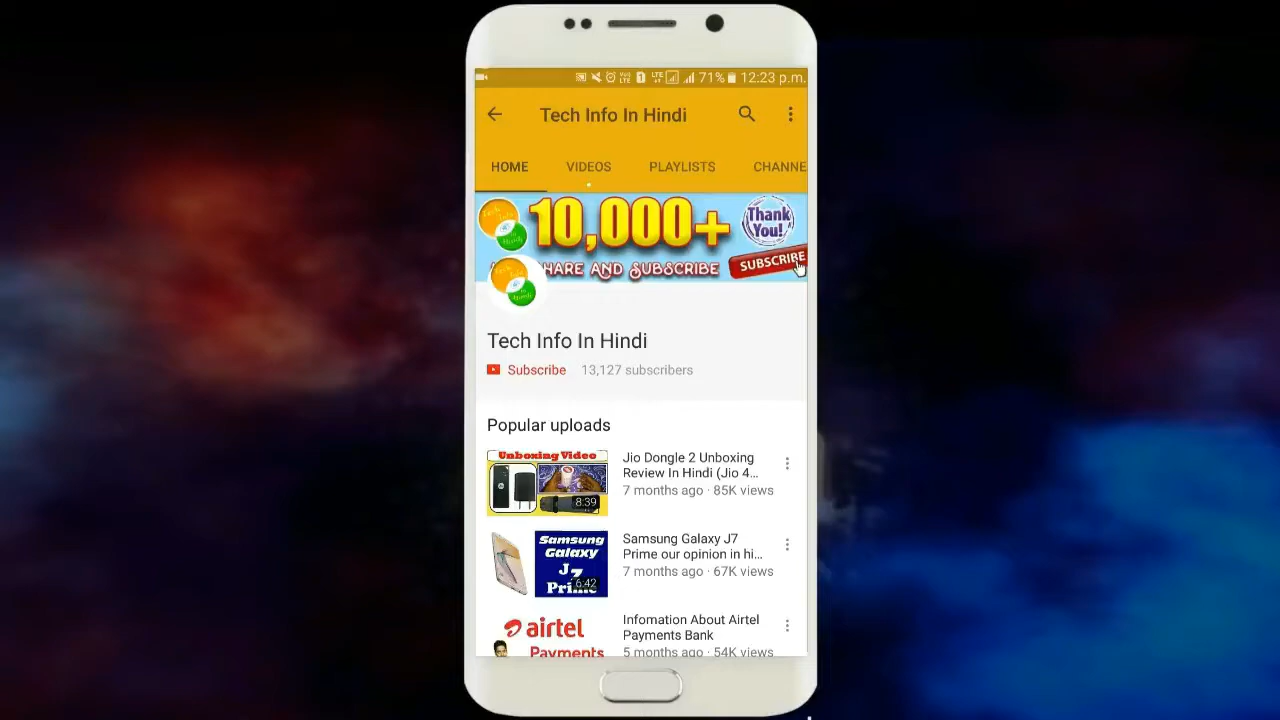 71% 12:23 p.m.
Tech Info In Hindi
HOME VIDEOS PLAYLISTS CHANNE
10,000+
Thank
You!
HARE AND SUBSCRIBE
SUBSCRIBE
Tech Info In Hindi
Subscribe 13,127 subscribers
Popular uploads
Unboxing Video
8:39
Jio Dongle 2 Unboxing
Review In Hindi (Jio 4...
7 months ago · 85K views
Samsung
Galaxy
J7
Prime
6:42
Samsung Galaxy J7
Prime our opinion in hi...
7 months ago · 67K views
airtel
Payments
Infomation About Airtel
Payments Bank
5 months ago · 54K views